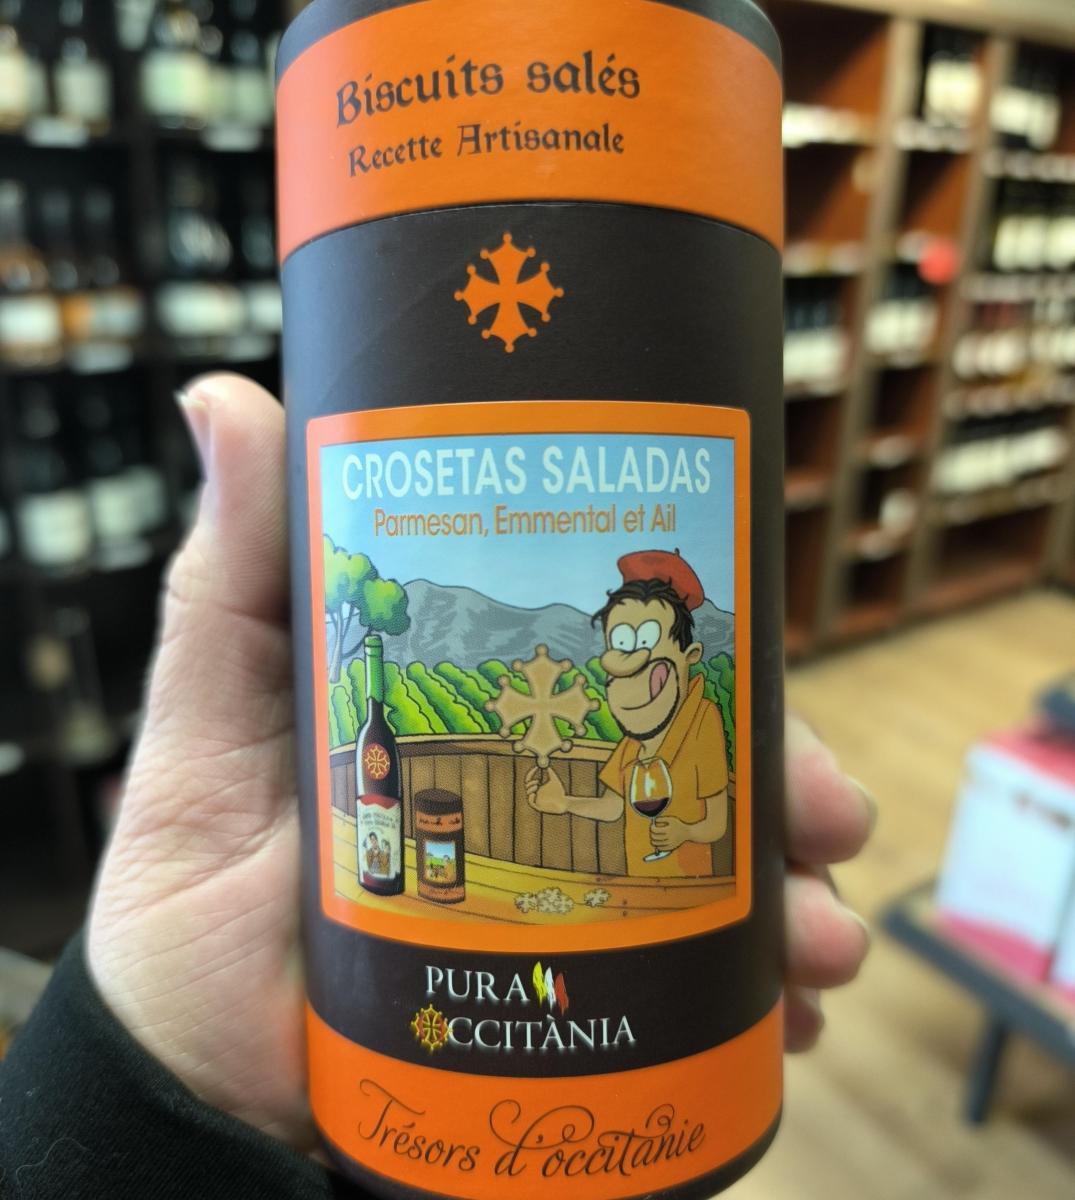 Biscuits salés
Recette Artisanale
CROSETAS SALADAS
Parmesan, Emmental et Ail
PURA
OCCITÀNIA
Trésors d'occitanie